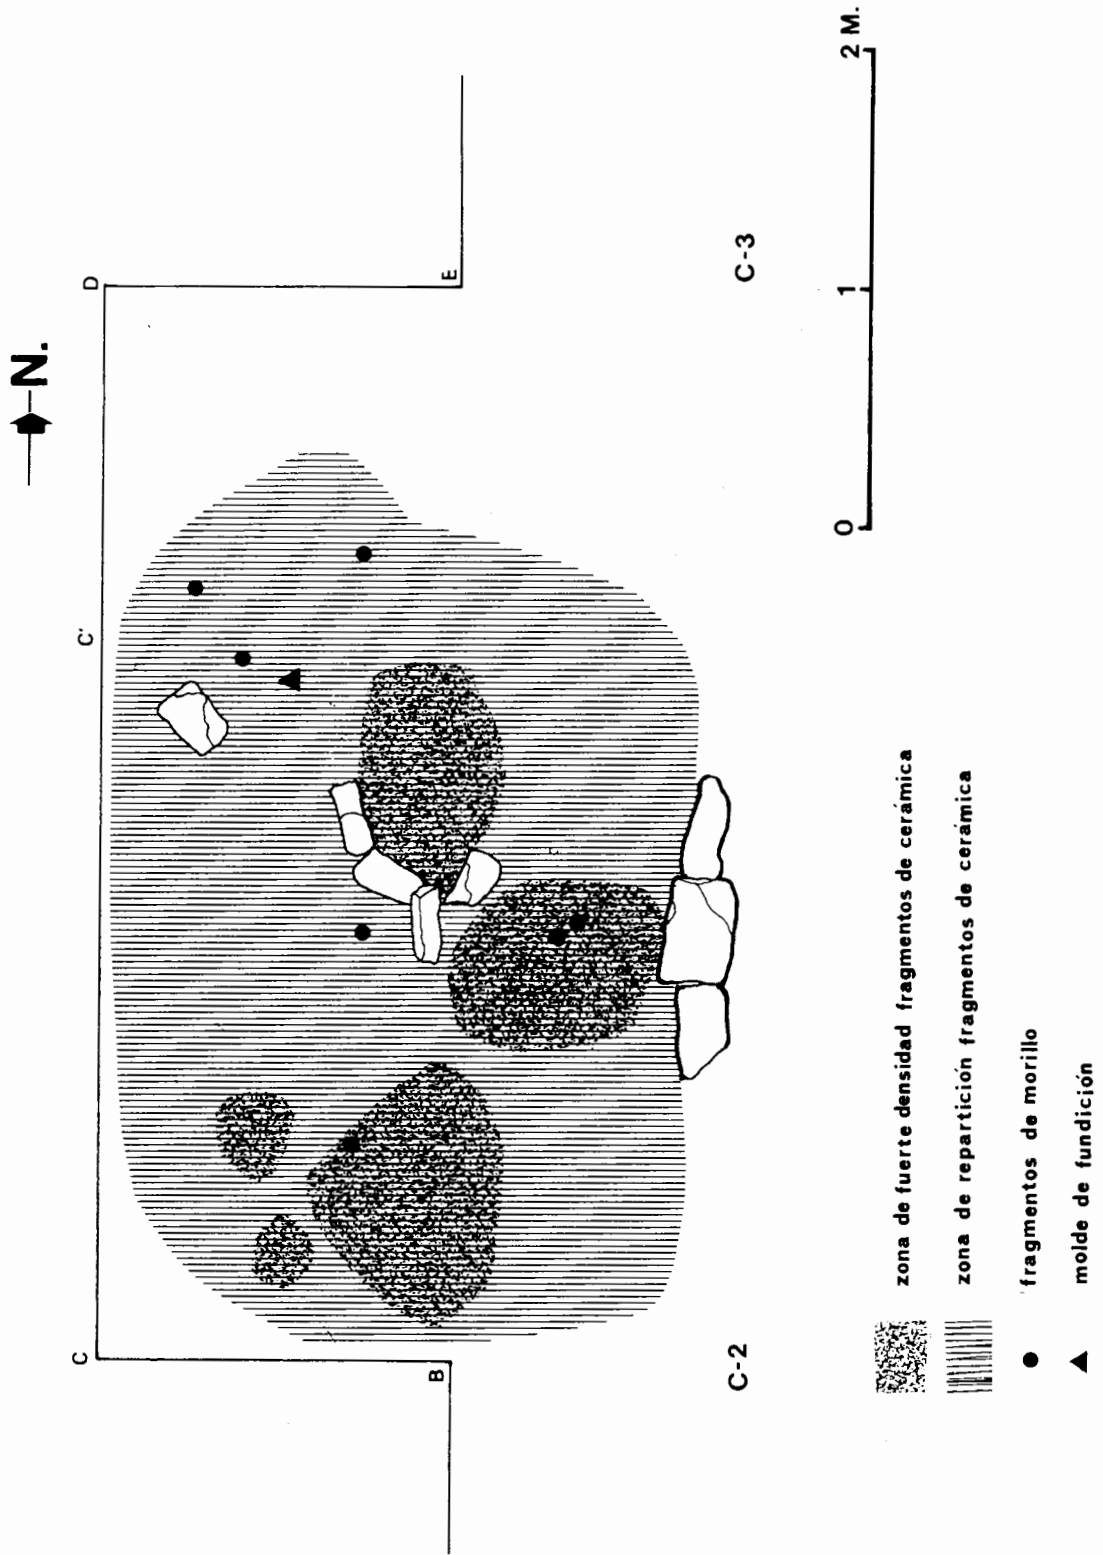 N.
C
C'
D
B
E
C-2
C-3
0 1 2 M.
zona de fuerte densidad fragmentos de cerámica
zona de repartición fragmentos de cerámica
fragmentos de morillo
molde de fundición